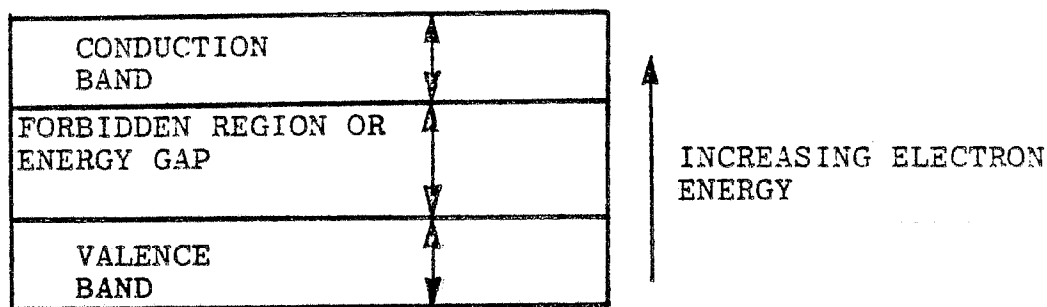 CONDUCTION
BAND
FORBIDDEN REGION OR
ENERGY GAP
INCREASING ELECTRON
ENERGY
VALENCE
BAND